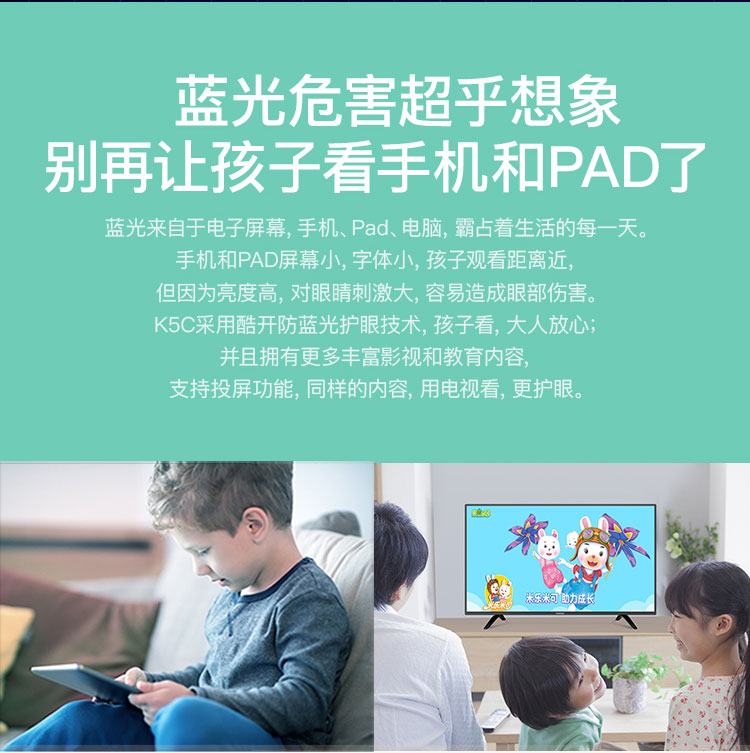 蓝光危害超乎想象
别再让孩子看手机和PAD了
蓝光来自于电子屏幕, 手机、Pad、电脑, 霸占着生活的每一天。
手机和PAD屏幕小, 字体小, 孩子观看距离近,
但因为亮度高, 对眼睛刺激大, 容易造成眼部伤害。
K5C采用酷开防蓝光护眼技术, 孩子看, 大人放心;
并且拥有更多丰富影视和教育内容,
支持投屏功能, 同样的内容, 用电视看, 更护眼。
米乐米可 助力成长